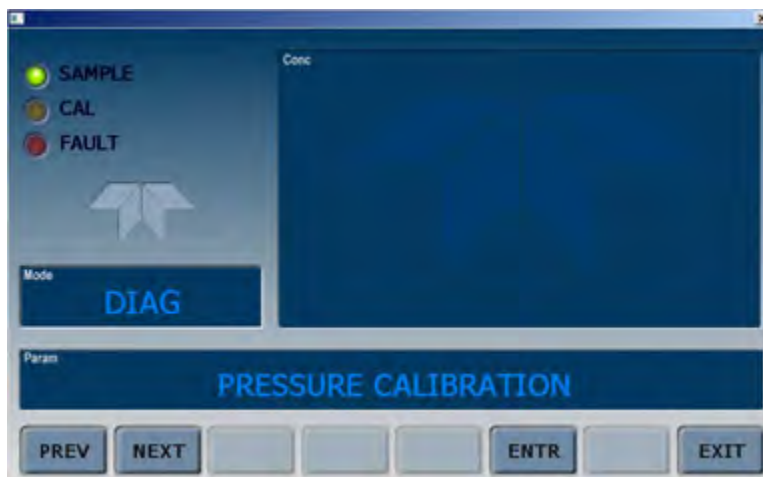 SAMPLE
CAL
FAULT
Conc
Mode
DIAG
Param
PRESSURE CALIBRATION
PREV NEXT ENTR EXIT